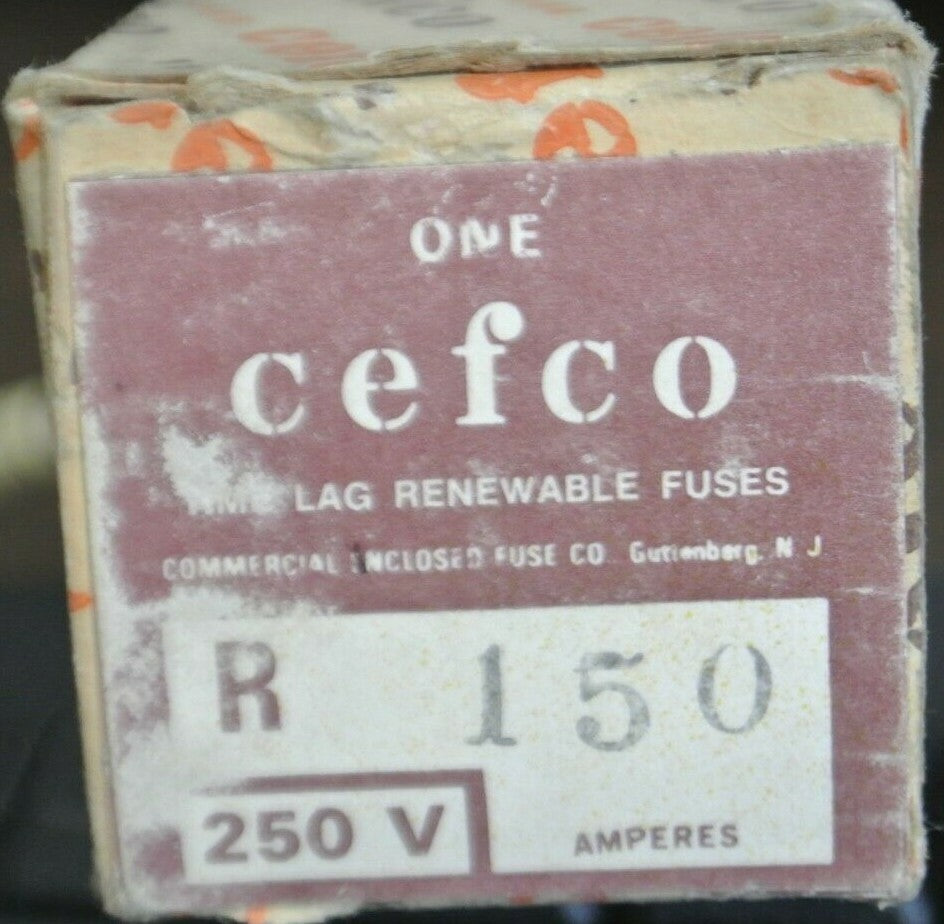 ONE
cefco
LAG RENEWABLE FUSES
COMMERCIAL ENCLOSED FUSE CO. Guttenberg, N J
R 150
250 V
AMPERES